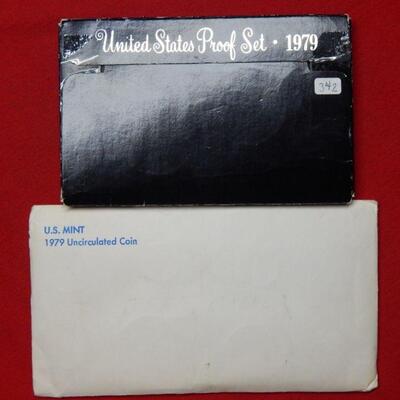 United States Proof Set • 1979
342
U.S. MINT
1979 Uncirculated Coin